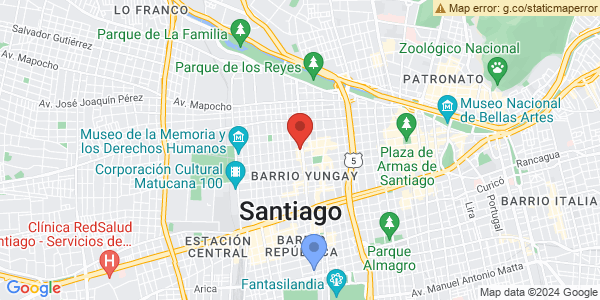 LO FRANCO
Map error: g.co/staticmaperror
Salvador Gutiérrez
Parque de La Familia
Zoológico Nacional
Av. Mapocho
Parque de los Reyes
PATRONATO
Av. José Joaquín Pérez
Av. Mapocho
Museo Nacional
de Bellas Artes
Museo de la Memoria y
los Derechos Humanos
Plaza de
Armas de
Santiago
5
Rancagua
Corporación Cultural
Matucana 100
BARRIO YUNGAY
Curicó
Lira
Portugal
BARRIO ITALIA
Santiago
Clínica RedSalud
ntiago - Servicios de...
H
ESTACIÓN
CENTRAL
BARR
REPÚBLICA
Parque
Almagro
Fantasilandia
Av. Manuel Antonio Matta
Google
Arica
Map data ©2024 Google